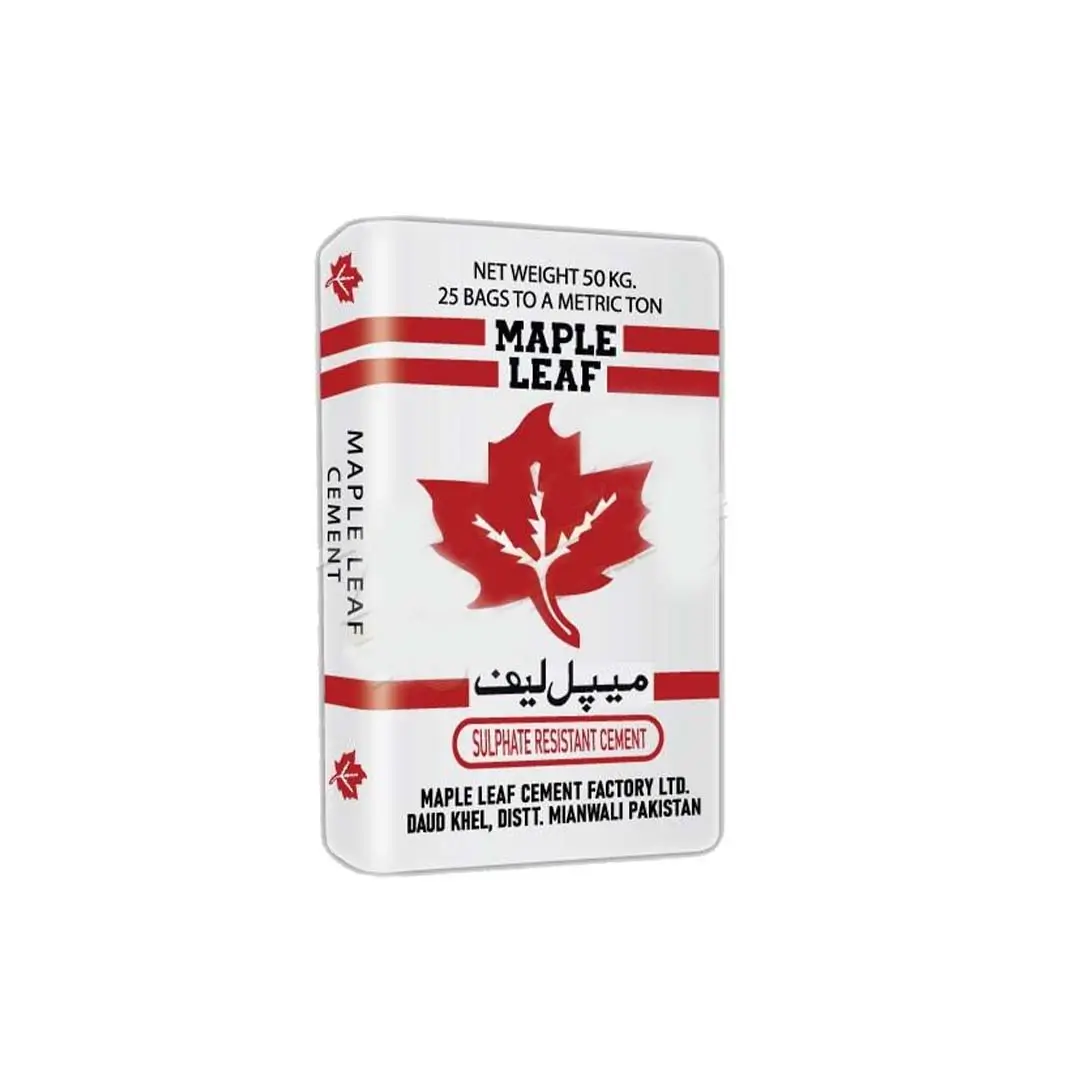 NET WEIGHT 50 KG.
25 BAGS TO A METRIC TON
MAPLE
LEAF
میپل لیف
SULPHATE RESISTANT CEMENT
MAPLE LEAF CEMENT FACTORY LTD.
DAUD KHEL, DISTT. MIANWALI PAKISTAN
MAPLE LEAF
CEMENT